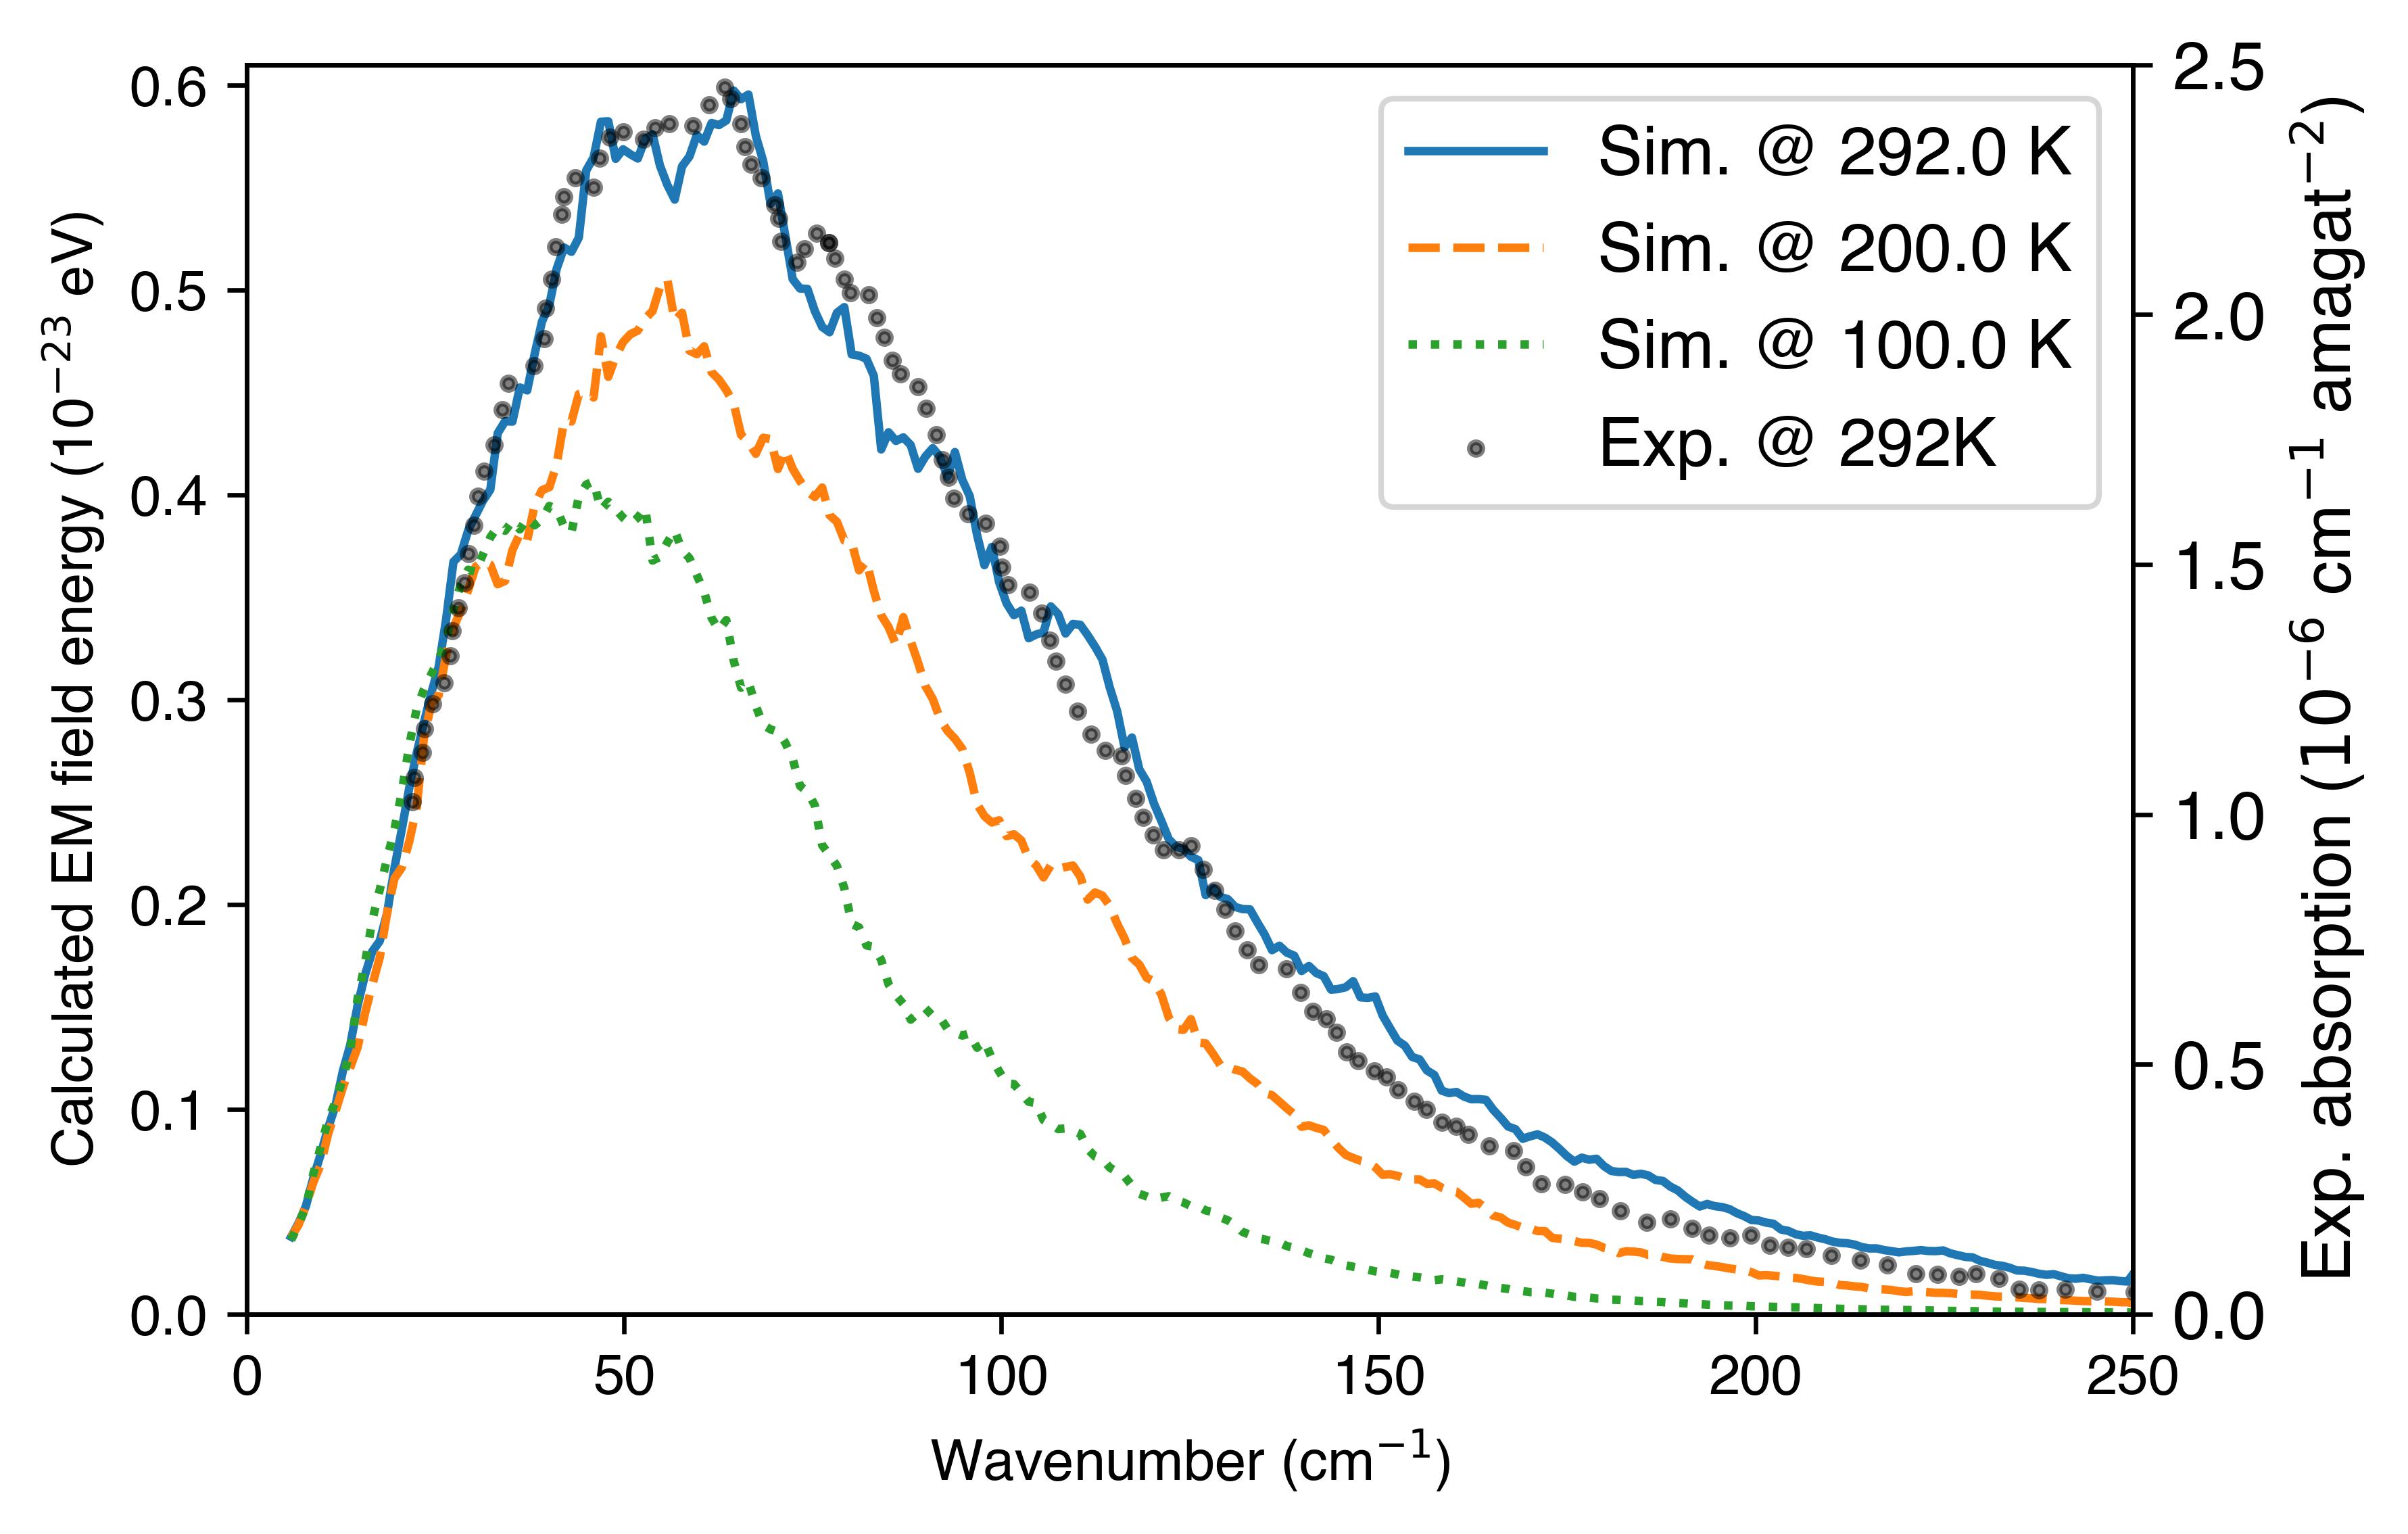 Calculated EM field energy (10⁻²³ eV)
0.6
0.5
0.4
0.3
0.2
0.1
0.0
Sim. @ 292.0 K
Sim. @ 200.0 K
Sim. @ 100.0 K
Exp. @ 292K
2.5
2.0
1.5
1.0
0.5
0.0
Exp. absorption (10⁻⁶ cm⁻¹ amagat⁻²)
0 50 100 150 200 250
Wavenumber (cm⁻¹)